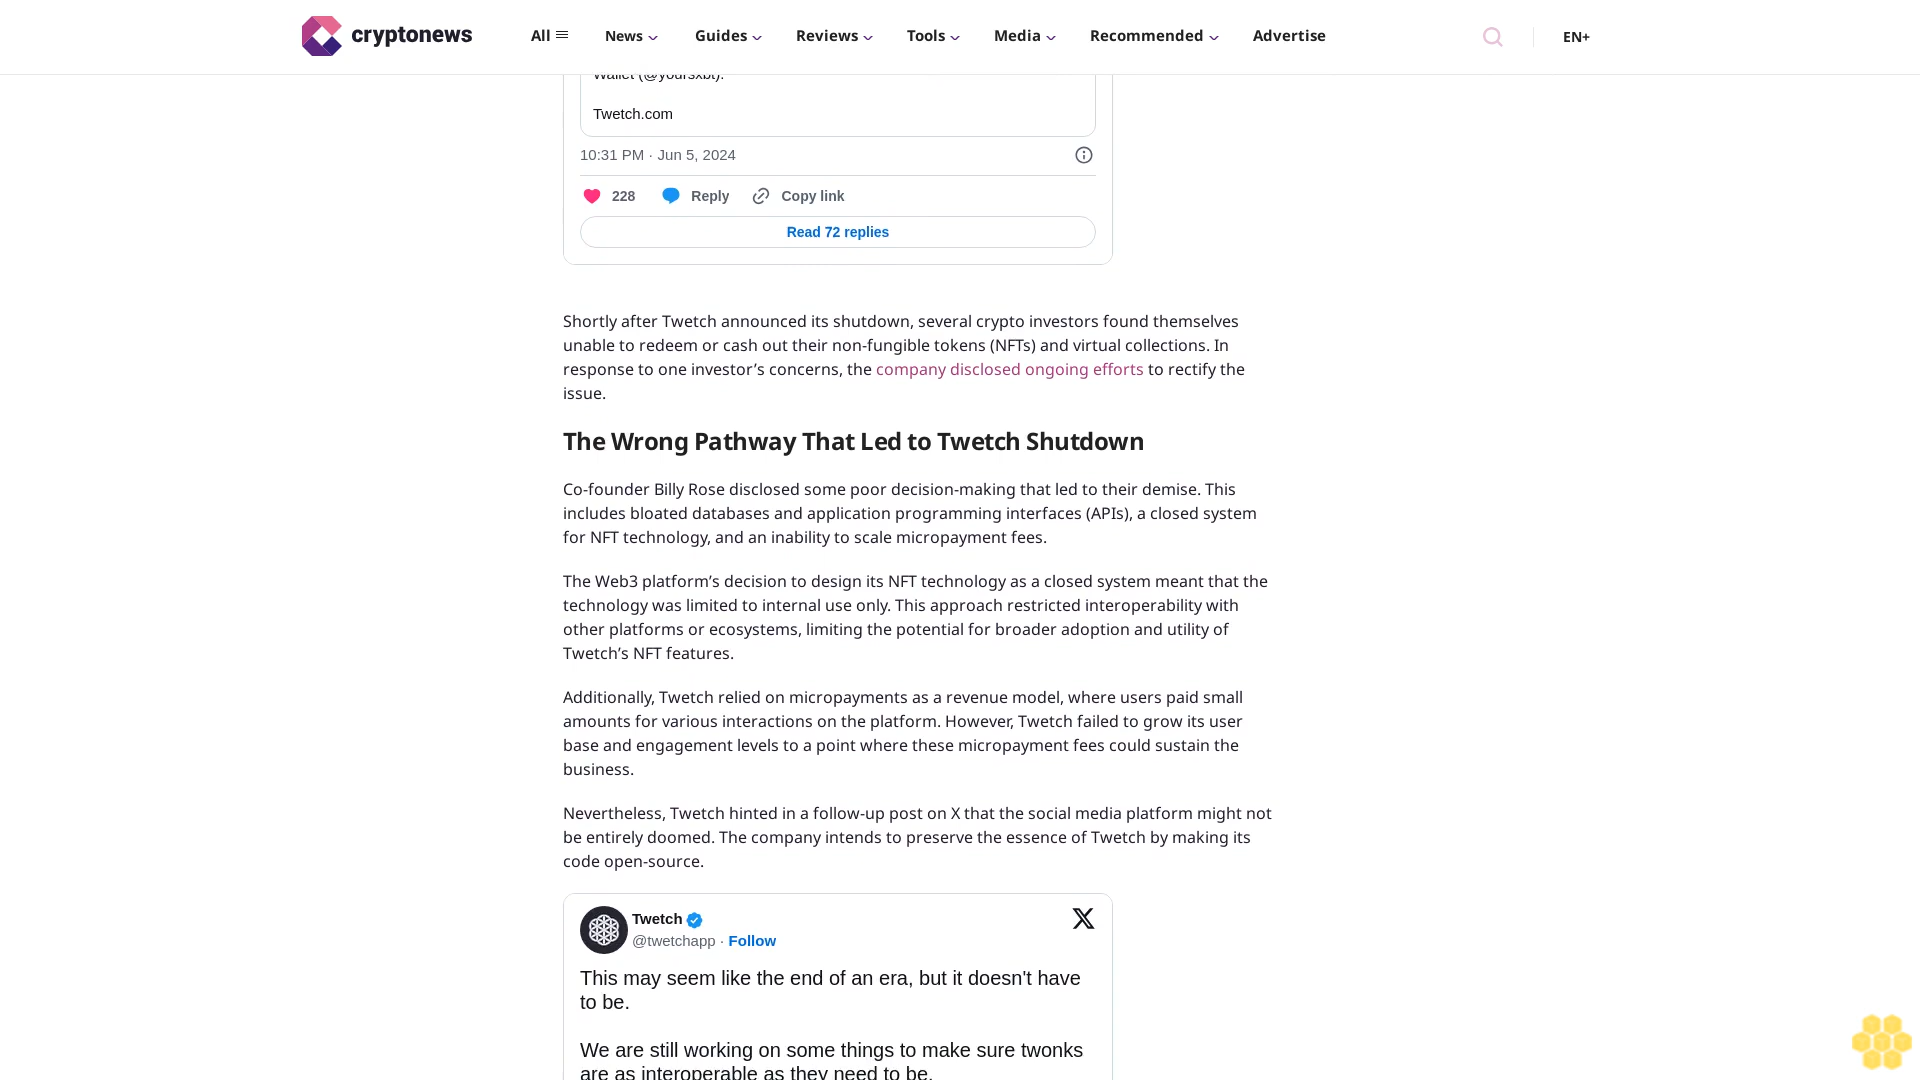 cryptonews
All
News
Guides
Reviews
Tools
Media
Recommended
Advertise
EN+
Wallet (@yoursxbt).
Twetch.com
10:31 PM · Jun 5, 2024
228
Reply
Copy link
Read 72 replies
Shortly after Twetch announced its shutdown, several crypto investors found themselves
unable to redeem or cash out their non-fungible tokens (NFTs) and virtual collections. In
response to one investor’s concerns, the company disclosed ongoing efforts to rectify the
issue.
The Wrong Pathway That Led to Twetch Shutdown
Co-founder Billy Rose disclosed some poor decision-making that led to their demise. This
includes bloated databases and application programming interfaces (APIs), a closed system
for NFT technology, and an inability to scale micropayment fees.
The Web3 platform’s decision to design its NFT technology as a closed system meant that the
technology was limited to internal use only. This approach restricted interoperability with
other platforms or ecosystems, limiting the potential for broader adoption and utility of
Twetch’s NFT features.
Additionally, Twetch relied on micropayments as a revenue model, where users paid small
amounts for various interactions on the platform. However, Twetch failed to grow its user
base and engagement levels to a point where these micropayment fees could sustain the
business.
Nevertheless, Twetch hinted in a follow-up post on X that the social media platform might not
be entirely doomed. The company intends to preserve the essence of Twetch by making its
code open-source.
Twetch
@twetchapp · Follow
This may seem like the end of an era, but it doesn't have
to be.
We are still working on some things to make sure twonks
are as interoperable as they need to be.